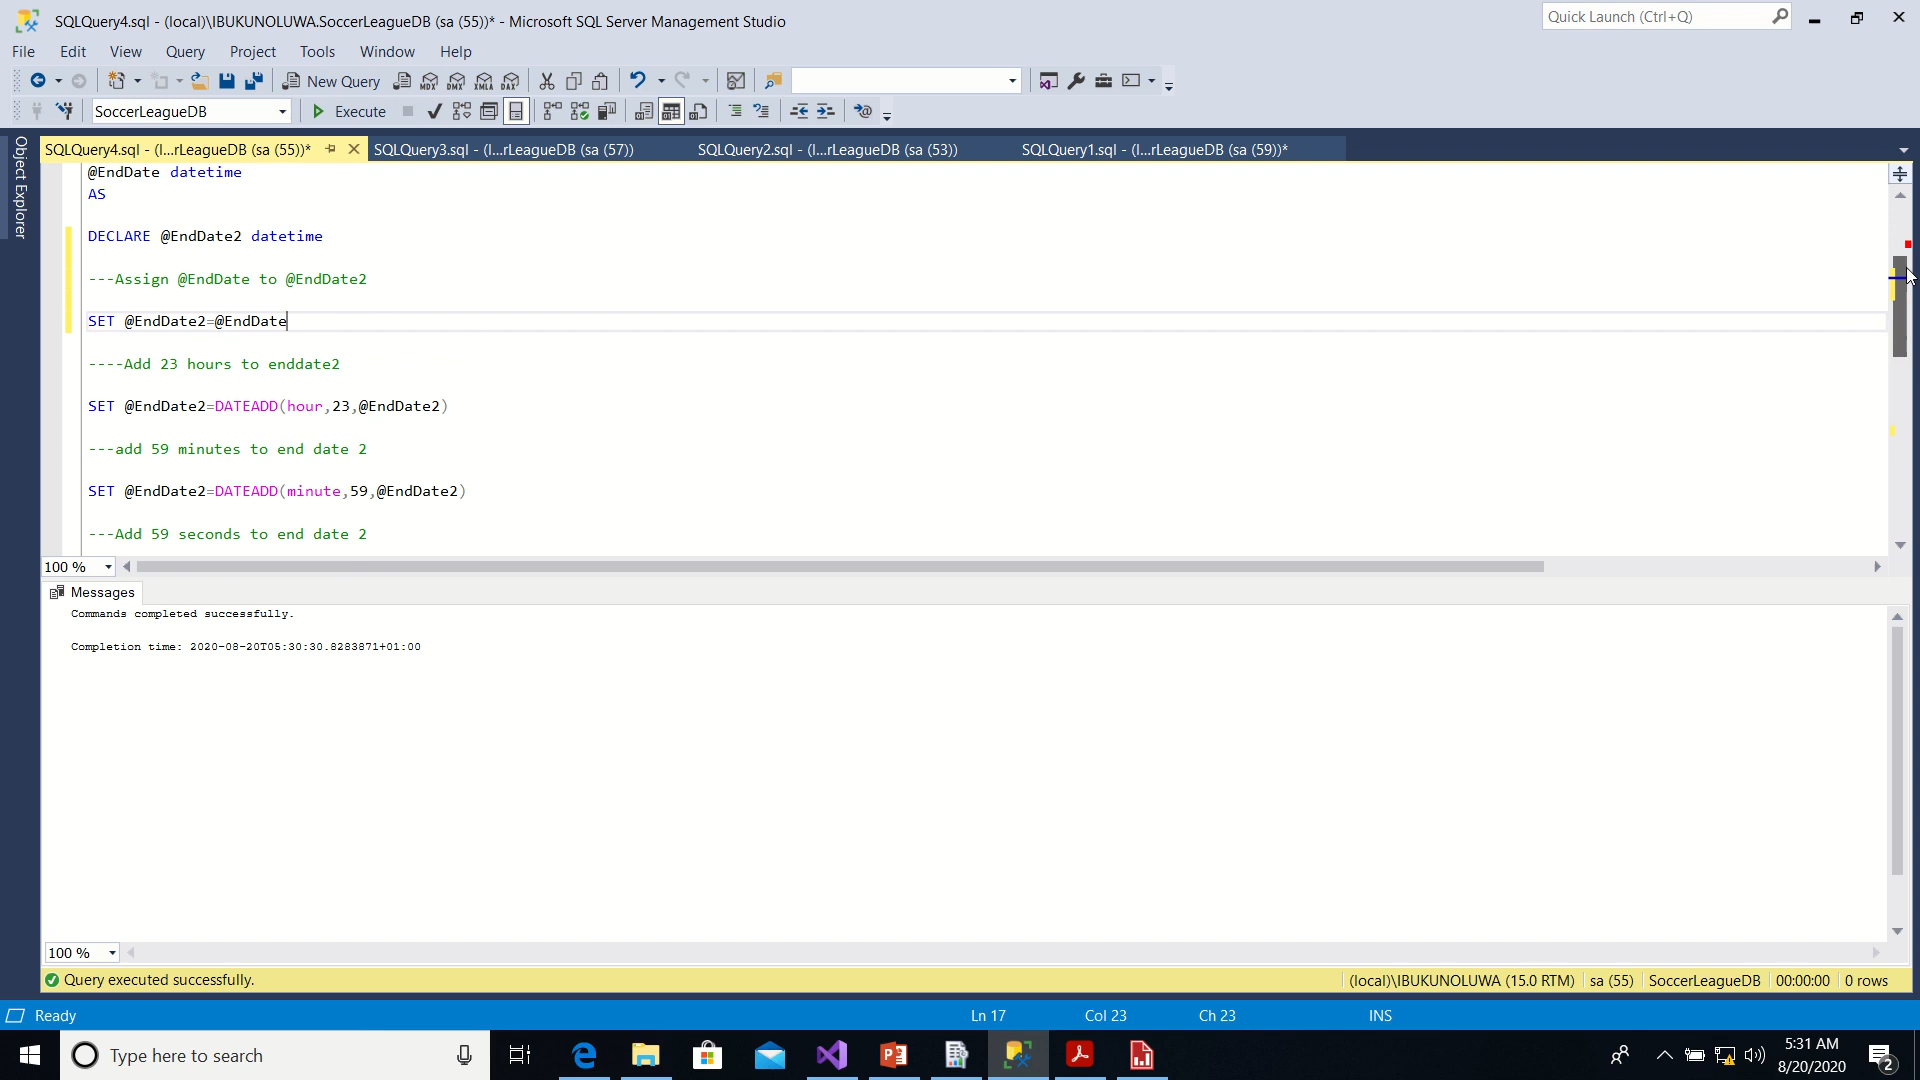 SQLQuery4.sql - (local)\IBUKUNOLUWA.SoccerLeagueDB (sa (55))* - Microsoft SQL Server Management Studio
Quick Launch (Ctrl+Q)
File Edit View Query Project Tools Window Help
New Query MDX DMX XMLA DAX
SoccerLeagueDB Execute
Object Explorer
SQLQuery4.sql - (l...rLeagueDB (sa (55))* SQLQuery3.sql - (l...rLeagueDB (sa (57)) SQLQuery2.sql - (l...rLeagueDB (sa (53)) SQLQuery1.sql - (l...rLeagueDB (sa (59))*
@EndDate datetime
AS
DECLARE @EndDate2 datetime
---Assign @EndDate to @EndDate2
SET @EndDate2=@EndDate
----Add 23 hours to enddate2
SET @EndDate2=DATEADD(hour,23,@EndDate2)
---add 59 minutes to end date 2
SET @EndDate2=DATEADD(minute,59,@EndDate2)
---Add 59 seconds to end date 2
100 %
Messages
Commands completed successfully.
Completion time: 2020-08-20T05:30:30.8283871+01:00
100 %
Query executed successfully. (local)\IBUKUNOLUWA (15.0 RTM) sa (55) SoccerLeagueDB 00:00:00 0 rows
Ready Ln 17 Col 23 Ch 23 INS
Type here to search
5:31 AM
8/20/2020
2